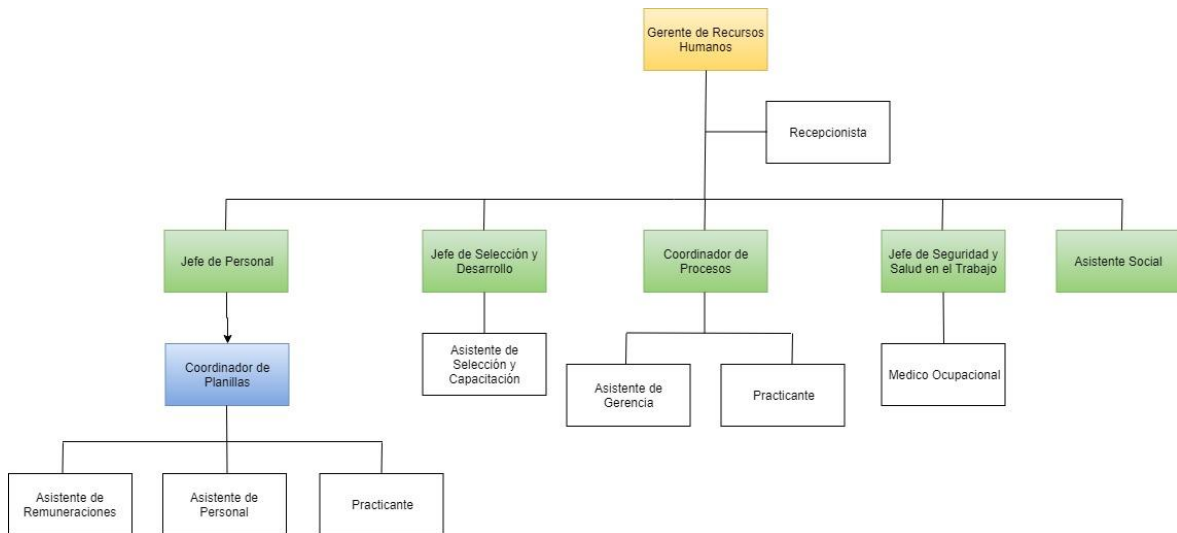 Gerente de Recursos
Humanos
Recepcionista
Jefe de Personal
Jefe de Selección y
Desarrollo
Coordinador de
Procesos
Jefe de Seguridad y
Salud en el Trabajo
Asistente Social
Coordinador de
Planillas
Asistente de
Selección y
Capacitación
Asistente de
Gerencia
Practicante
Medico Ocupacional
Asistente de
Remuneraciones
Asistente de
Personal
Practicante